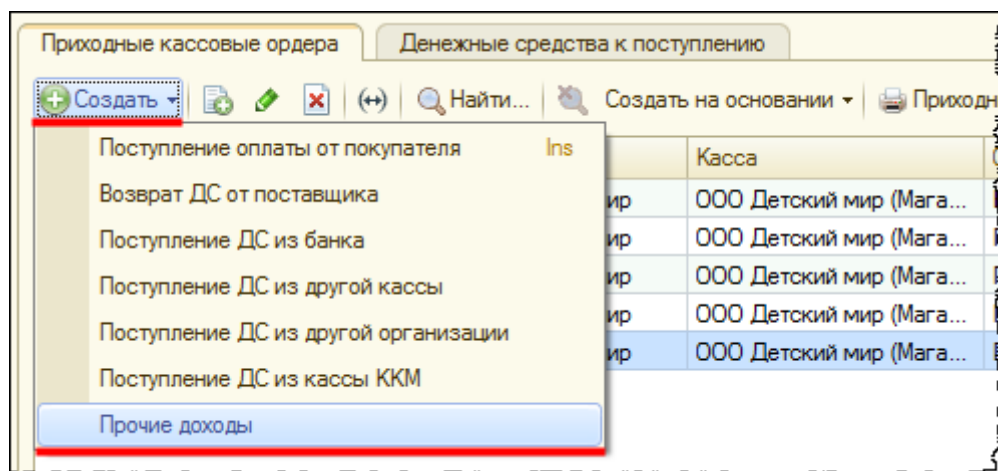 Приходные кассовые ордера Денежные средства к поступлению
Создать Найти... Создать на основании
Поступление оплаты от покупателя Ins Касса
Возврат ДС от поставщика ООО Детский мир (Мага...
Поступление ДС из банка ООО Детский мир (Мага...
Поступление ДС из другой кассы ООО Детский мир (Мага...
Поступление ДС из другой организации ООО Детский мир (Мага...
Поступление ДС из кассы ККМ ООО Детский мир (Мага...
Прочие доходы